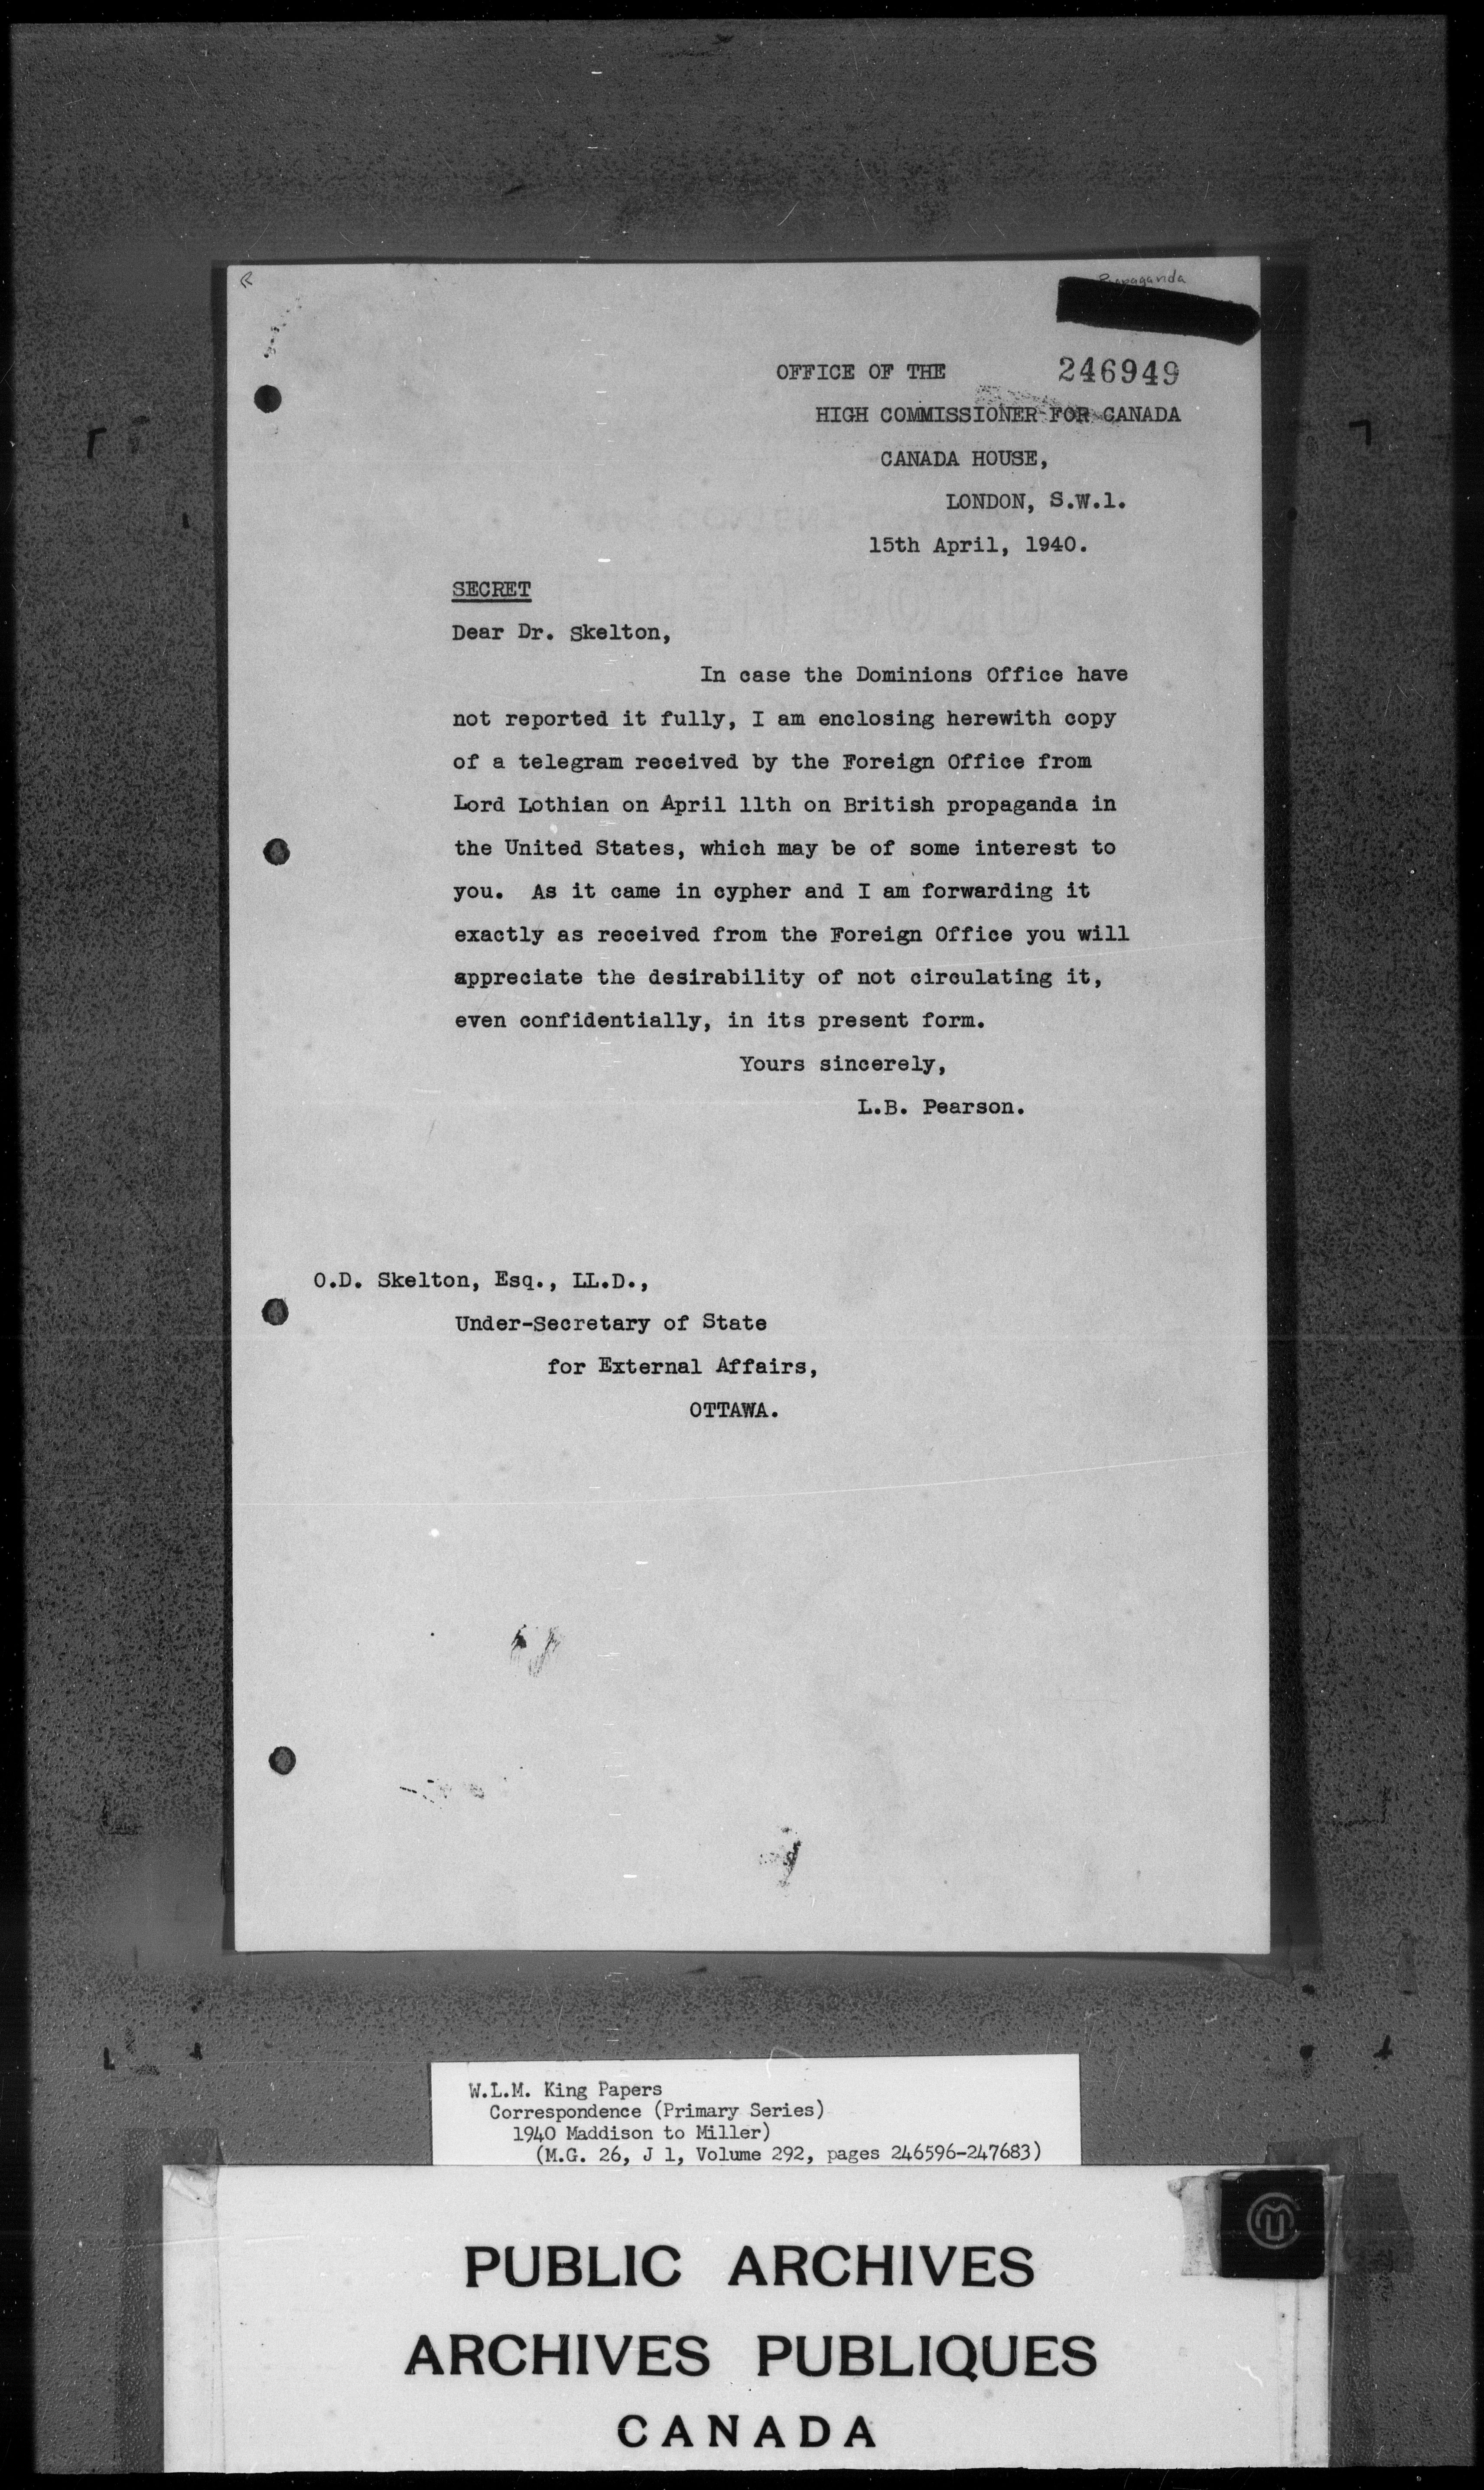 Propaganda
OFFICE OF THE 246949
HIGH COMMISSIONER FOR CANADA
CANADA HOUSE,
LONDON, S.W.1.
15th April, 1940.
SECRET
Dear Dr. Skelton,
In case the Dominions Office have
not reported it fully, I am enclosing herewith copy
of a telegram received by the Foreign Office from
Lord Lothian on April 11th on British propaganda in
the United States, which may be of some interest to
you. As it came in cypher and I am forwarding it
exactly as received from the Foreign Office you will
appreciate the desirability of not circulating it,
even confidentially, in its present form.
Yours sincerely,
L.B. Pearson.
O.D. Skelton, Esq., LL.D.,
Under-Secretary of State
for External Affairs,
OTTAWA.
W.L.M. King Papers
Correspondence (Primary Series)
1940 Maddison to Miller)
(M.G. 26, J 1, Volume 292, pages 246596-247683)
PUBLIC ARCHIVES
ARCHIVES PUBLIQUES
CANADA